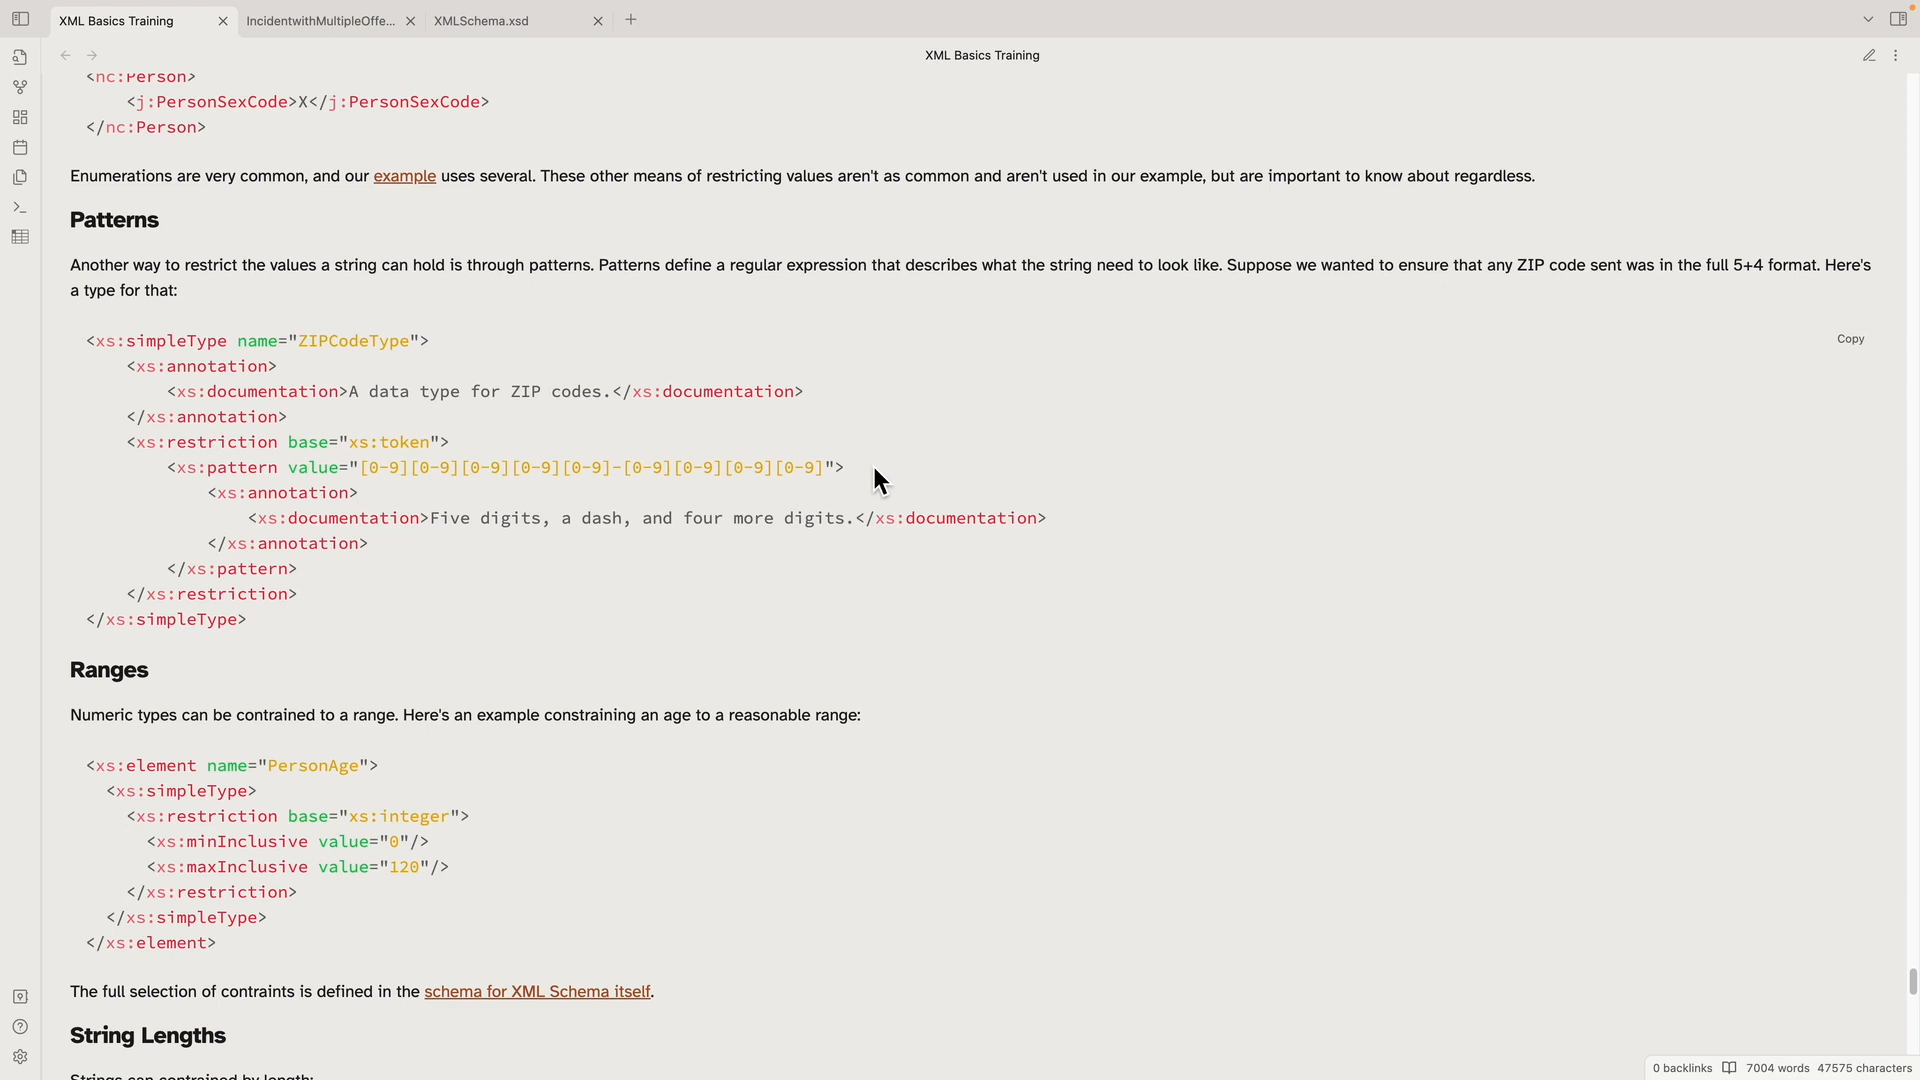 XML Basics Training
IncidentwithMultipleOffe...
XMLSchema.xsd
XML Basics Training
<nc:Person>
<j:PersonSexCode>X</j:PersonSexCode>
</nc:Person>
Enumerations are very common, and our example uses several. These other means of restricting values aren't as common and aren't used in our example, but are important to know about regardless.
Patterns
Another way to restrict the values a string can hold is through patterns. Patterns define a regular expression that describes what the string need to look like. Suppose we wanted to ensure that any ZIP code sent was in the full 5+4 format. Here's
a type for that:
Copy
<xs:simpleType name="ZIPCodeType">
<xs:annotation>
<xs:documentation>A data type for ZIP codes.</xs:documentation>
</xs:annotation>
<xs:restriction base="xs:token">
<xs:pattern value="[0-9][0-9][0-9][0-9][0-9]-[0-9][0-9][0-9][0-9]">
<xs:annotation>
<xs:documentation>Five digits, a dash, and four more digits.</xs:documentation>
</xs:annotation>
</xs:pattern>
</xs:restriction>
</xs:simpleType>
Ranges
Numeric types can be contrained to a range. Here's an example constraining an age to a reasonable range:
<xs:element name="PersonAge">
<xs:simpleType>
<xs:restriction base="xs:integer">
<xs:minInclusive value="0"/>
<xs:maxInclusive value="120"/>
</xs:restriction>
</xs:simpleType>
</xs:element>
The full selection of contraints is defined in the schema for XML Schema itself.
String Lengths
Strings can contrained by length:
0 backlinks 7004 words 47575 characters